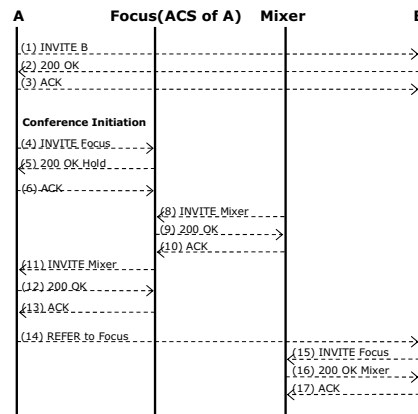 A Focus(ACS of A) Mixer B
(1) INVITE B
(2) 200 OK
(3) ACK
Conference Initiation
(4) INVITE Focus
(5) 200 OK Hold
(6) ACK
(8) INVITE Mixer
(9) 200 OK
(10) ACK
(11) INVITE Mixer
(12) 200 OK
(13) ACK
(14) REFER to Focus
(15) INVITE Focus
(16) 200 OK Mixer
(17) ACK